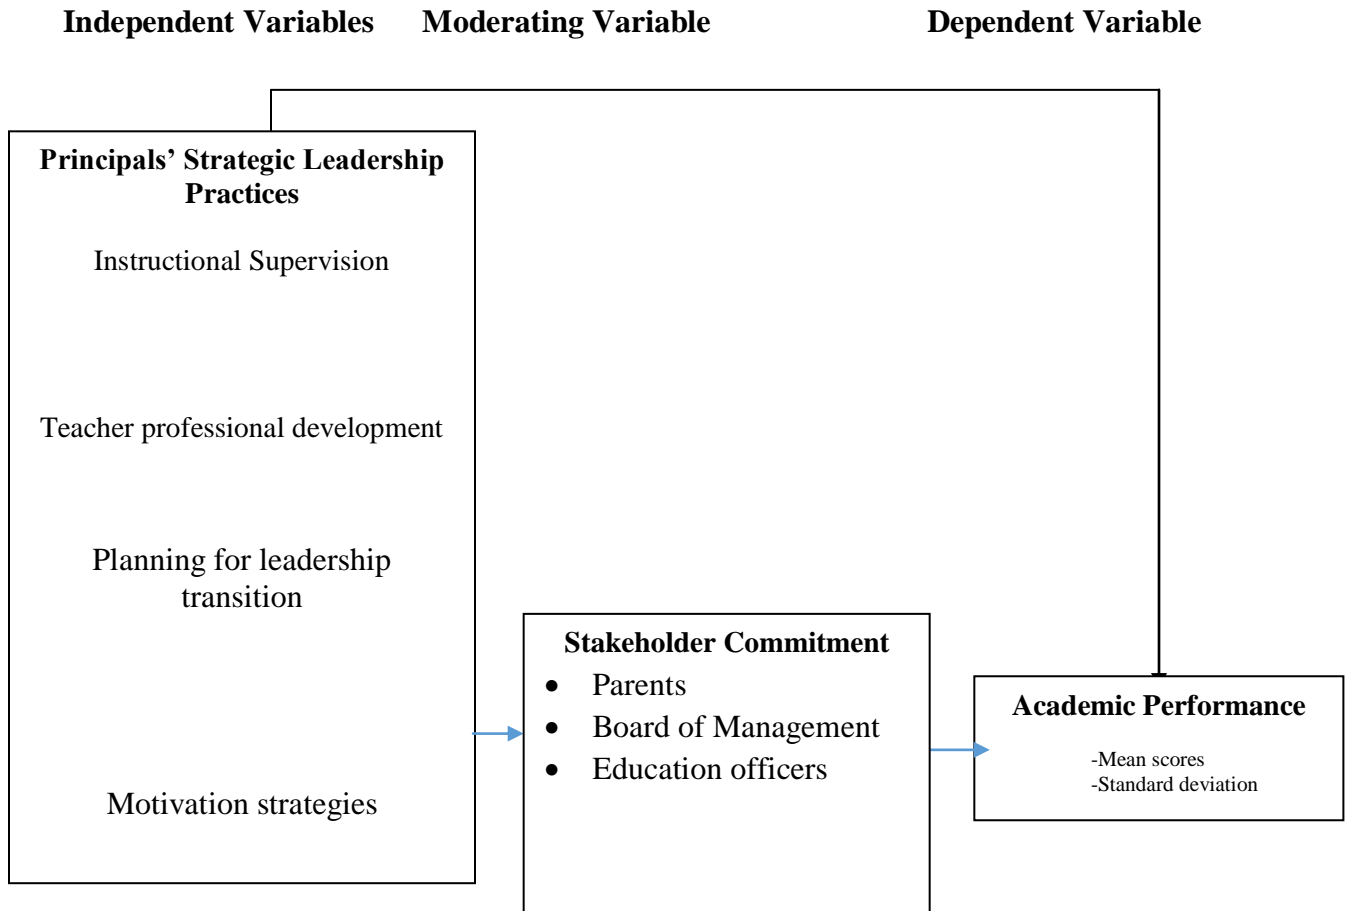 Independent Variables Moderating Variable Dependent Variable
Principals’ Strategic Leadership
Practices
Instructional Supervision
Teacher professional development
Planning for leadership
transition
Motivation strategies
Stakeholder Commitment
• Parents
• Board of Management
• Education officers
Academic Performance
-Mean scores
-Standard deviation